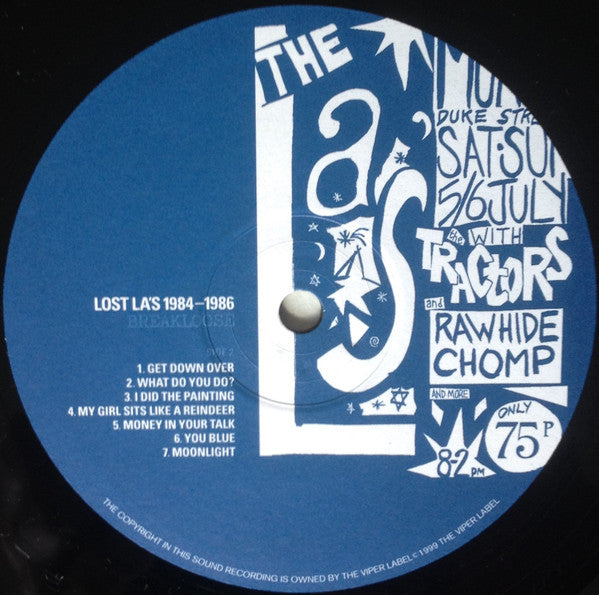 THE
La's
DUKE STRE
SAT·SUN
5/6 JULY
WITH
the TRACTORS
and
RAWHIDE
CHOMP
AND MORE
ONLY
75P
8-2 PM
LOST LA'S 1984–1986
BREAKLOOSE
SIDE 2
1. GET DOWN OVER
2. WHAT DO YOU DO?
3. I DID THE PAINTING
4. MY GIRL SITS LIKE A REINDEER
5. MONEY IN YOUR TALK
6. YOU BLUE
7. MOONLIGHT
THE COPYRIGHT IN THIS SOUND RECORDING IS OWNED BY THE VIPER LABEL © 1999 THE VIPER LABEL